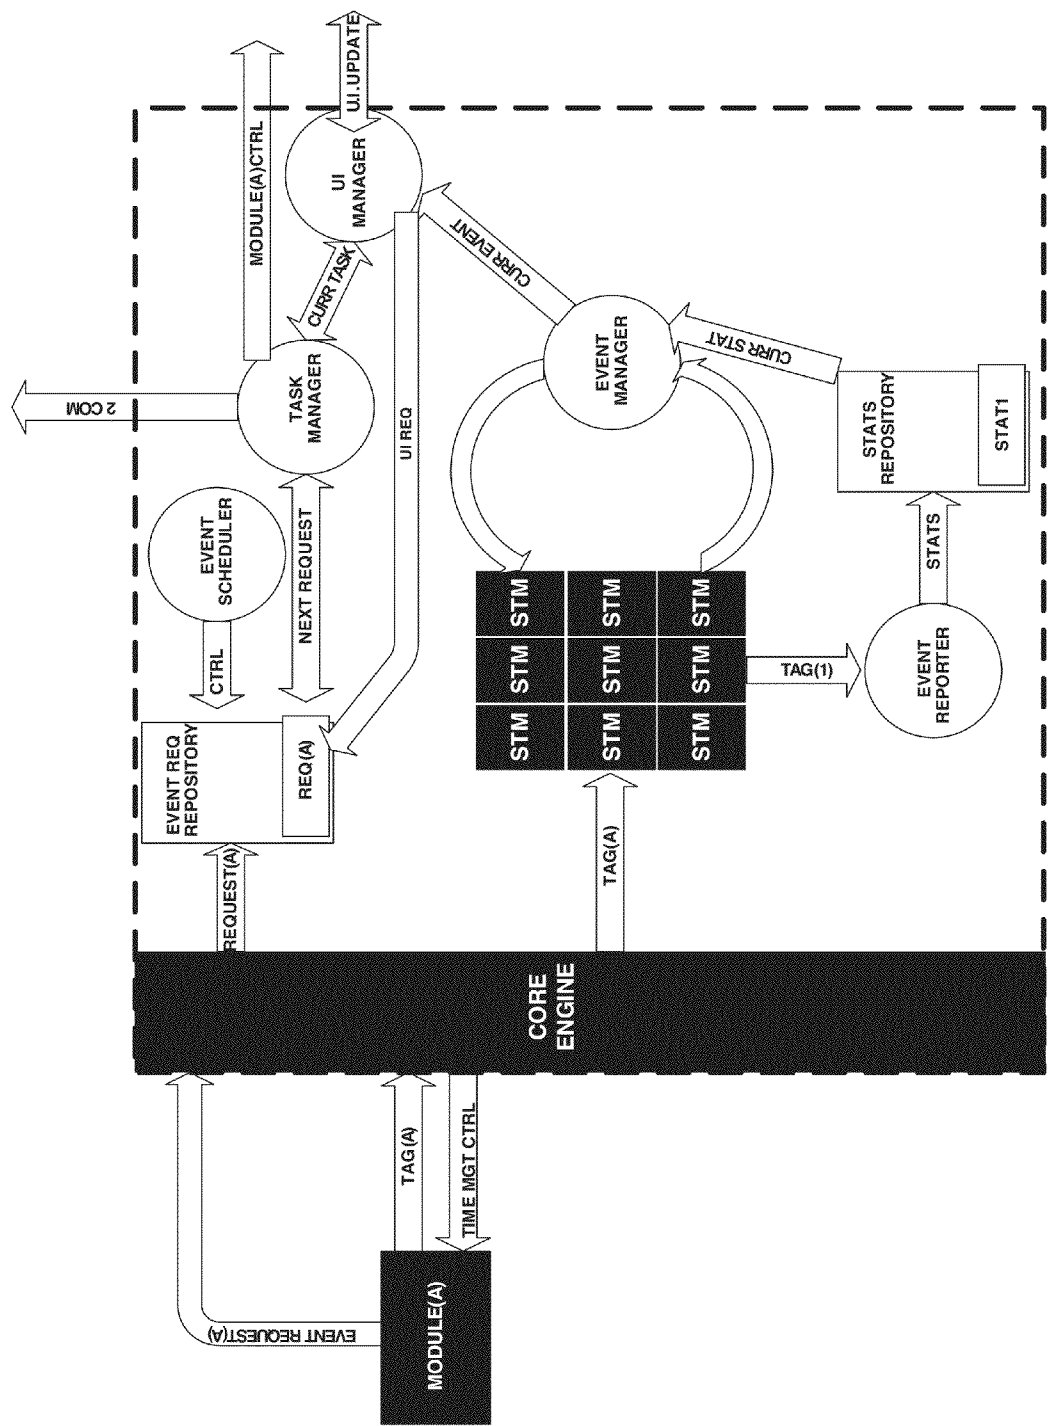 2 COM
MODULE(A)CTRL
U.I.UPDATE
UI
MANAGER
CURR TASK
TASK
MANAGER
EVENT
SCHEDULER
CTRL
NEXT REQUEST
UI REQ
EVENT REQ
REPOSITORY
REQ(A)
REQUEST(A)
CURR EVENT
EVENT
MANAGER
CURR STAT
STATS
REPOSITORY
STAT1
STATS
EVENT
REPORTER
TAG(1)
STM
STM
STM
STM
STM
STM
STM
STM
STM
TAG(A)
CORE
ENGINE
EVENT REQUEST(A)
TAG(A)
TIME MGT CTRL
MODULE(A)